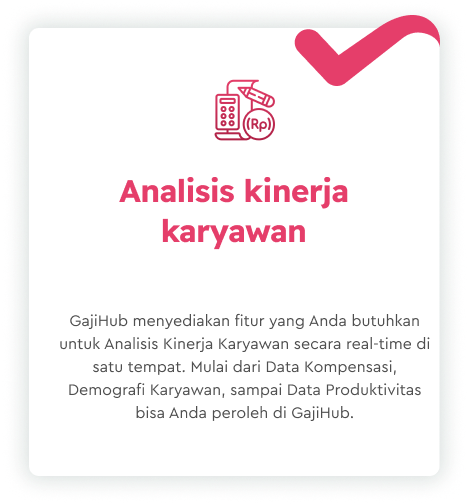 Rp
Analisis kinerja
karyawan
GajiHub menyediakan fitur yang Anda butuhkan
untuk Analisis Kinerja Karyawan secara real-time di
satu tempat. Mulai dari Data Kompensasi,
Demografi Karyawan, sampai Data Produktivitas
bisa Anda peroleh di GajiHub.